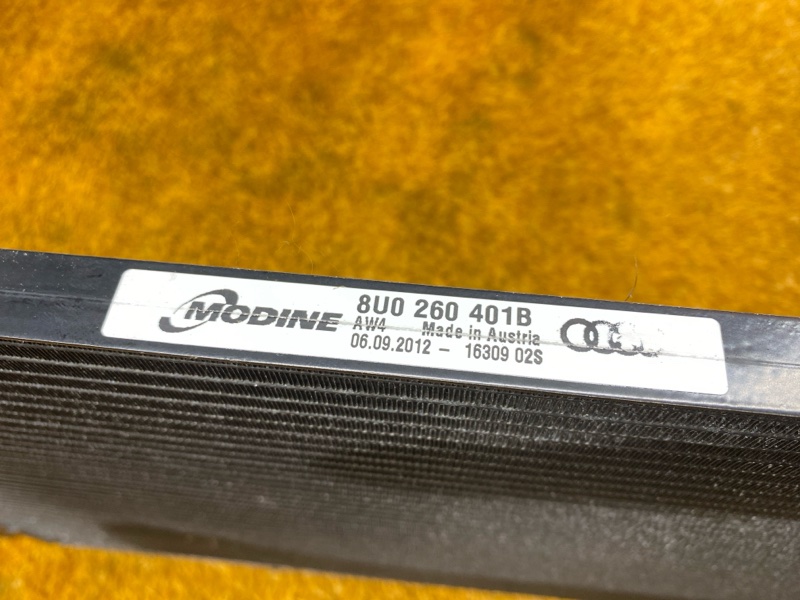 MODINE
8U0 260 401B
AW4 Made in Austria
06.09.2012 – 16309 02S